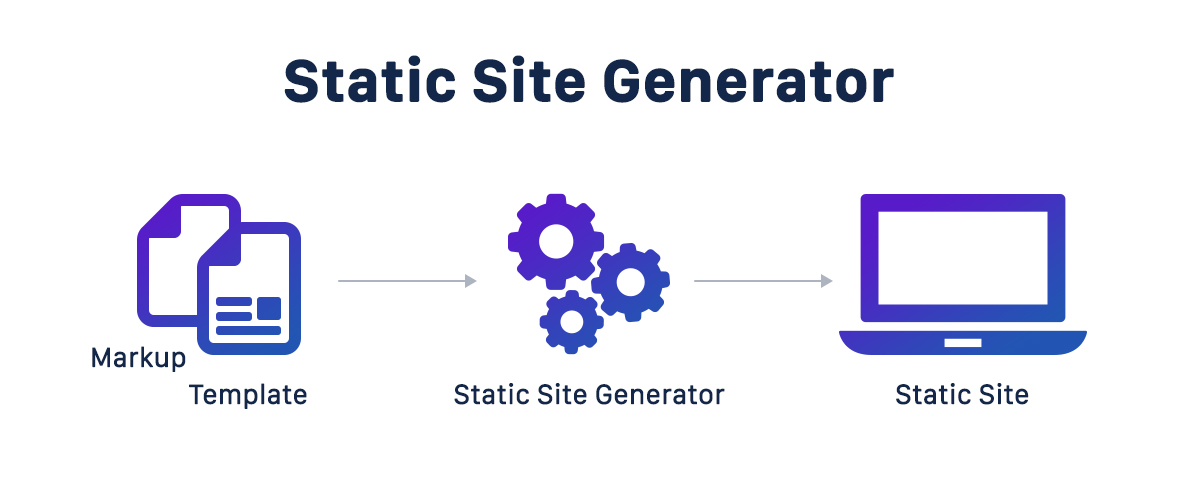 Static Site Generator
Markup
Template
Static Site Generator
Static Site